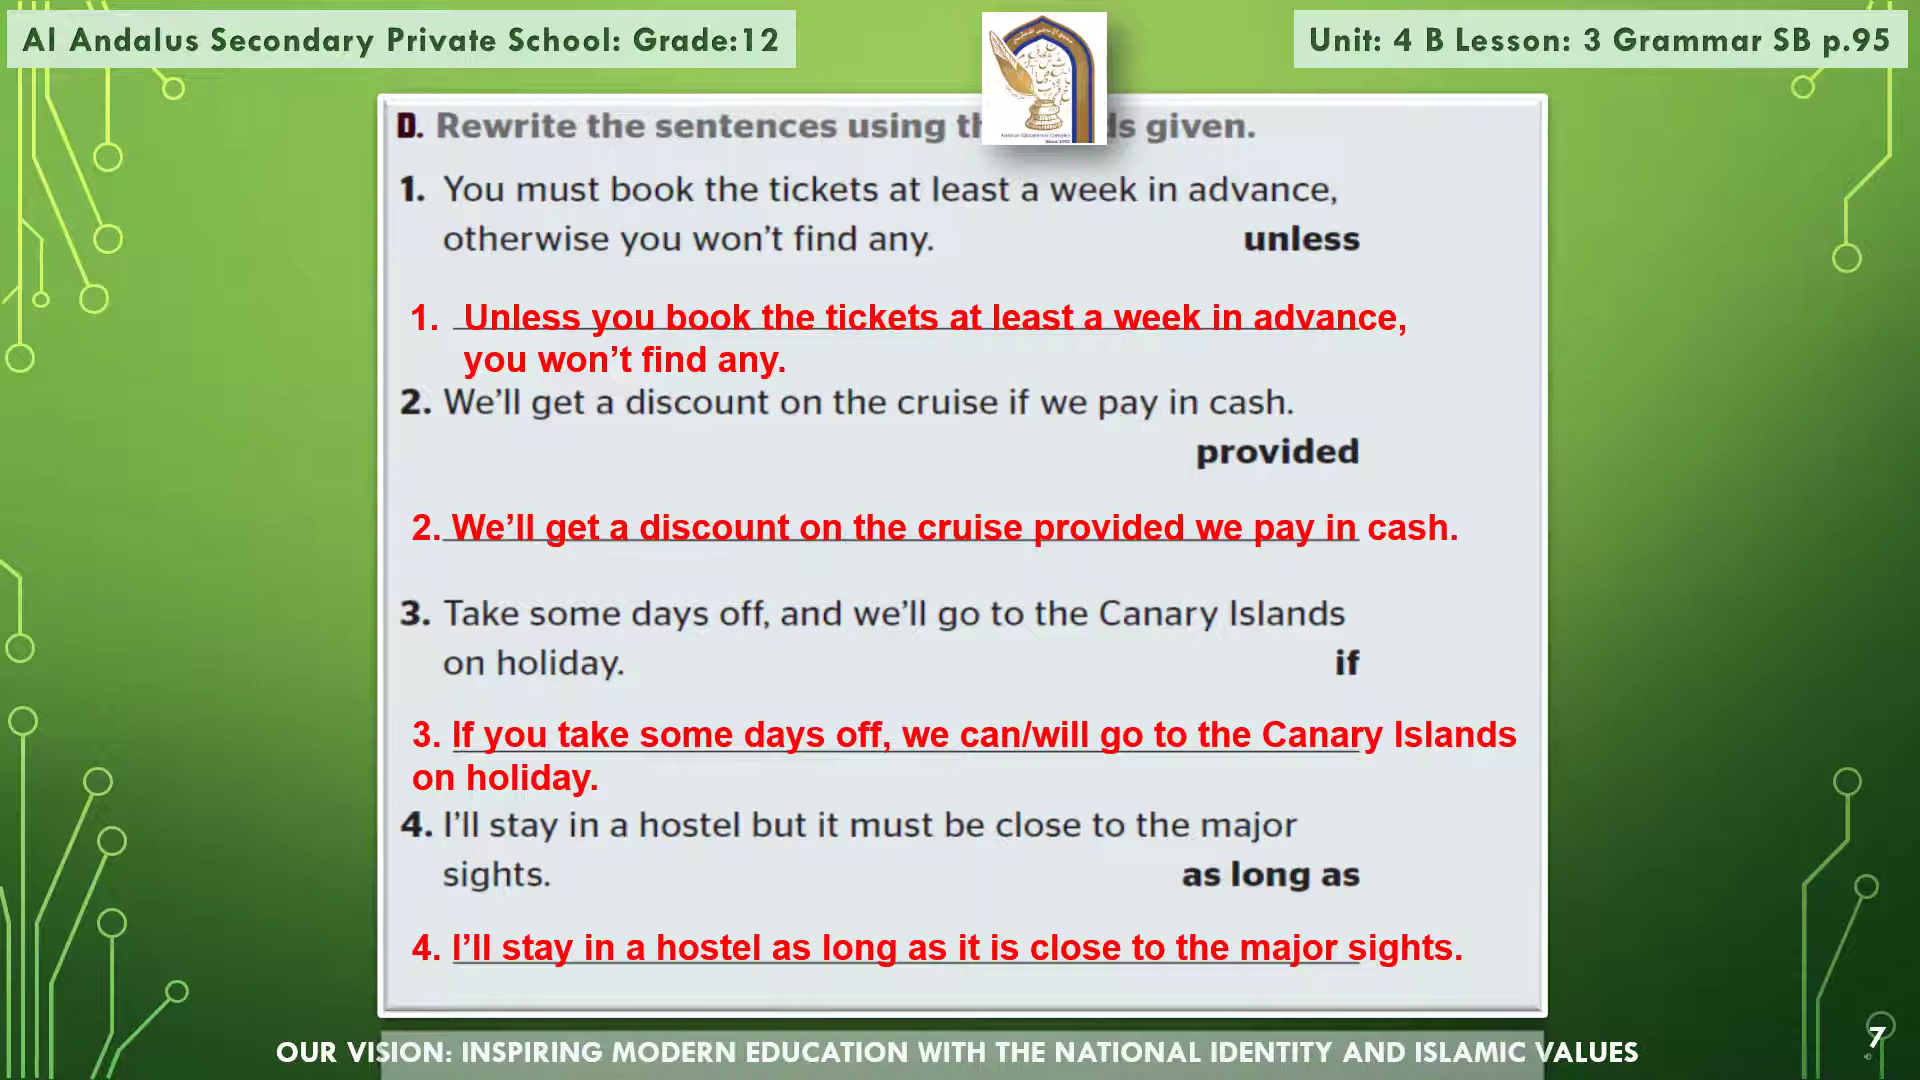 Al Andalus Secondary Private School: Grade:12
Unit: 4 B Lesson: 3 Grammar SB p.95
D. Rewrite the sentences using given.
1. You must book the tickets at least a week in advance,
otherwise you won't find any. unless
1. Unless you book the tickets at least a week in advance,
you won't find any.
2. We'll get a discount on the cruise if we pay in cash.
provided
2. We'll get a discount on the cruise provided we pay in cash.
3. Take some days off, and we'll go to the Canary Islands
on holiday. if
3. If you take some days off, we can/will go to the Canary Islands
on holiday.
4. I'll stay in a hostel but it must be close to the major
sights. as long as
4. I'll stay in a hostel as long as it is close to the major sights.
OUR VISION: INSPIRING MODERN EDUCATION WITH THE NATIONAL IDENTITY AND ISLAMIC VALUES
7